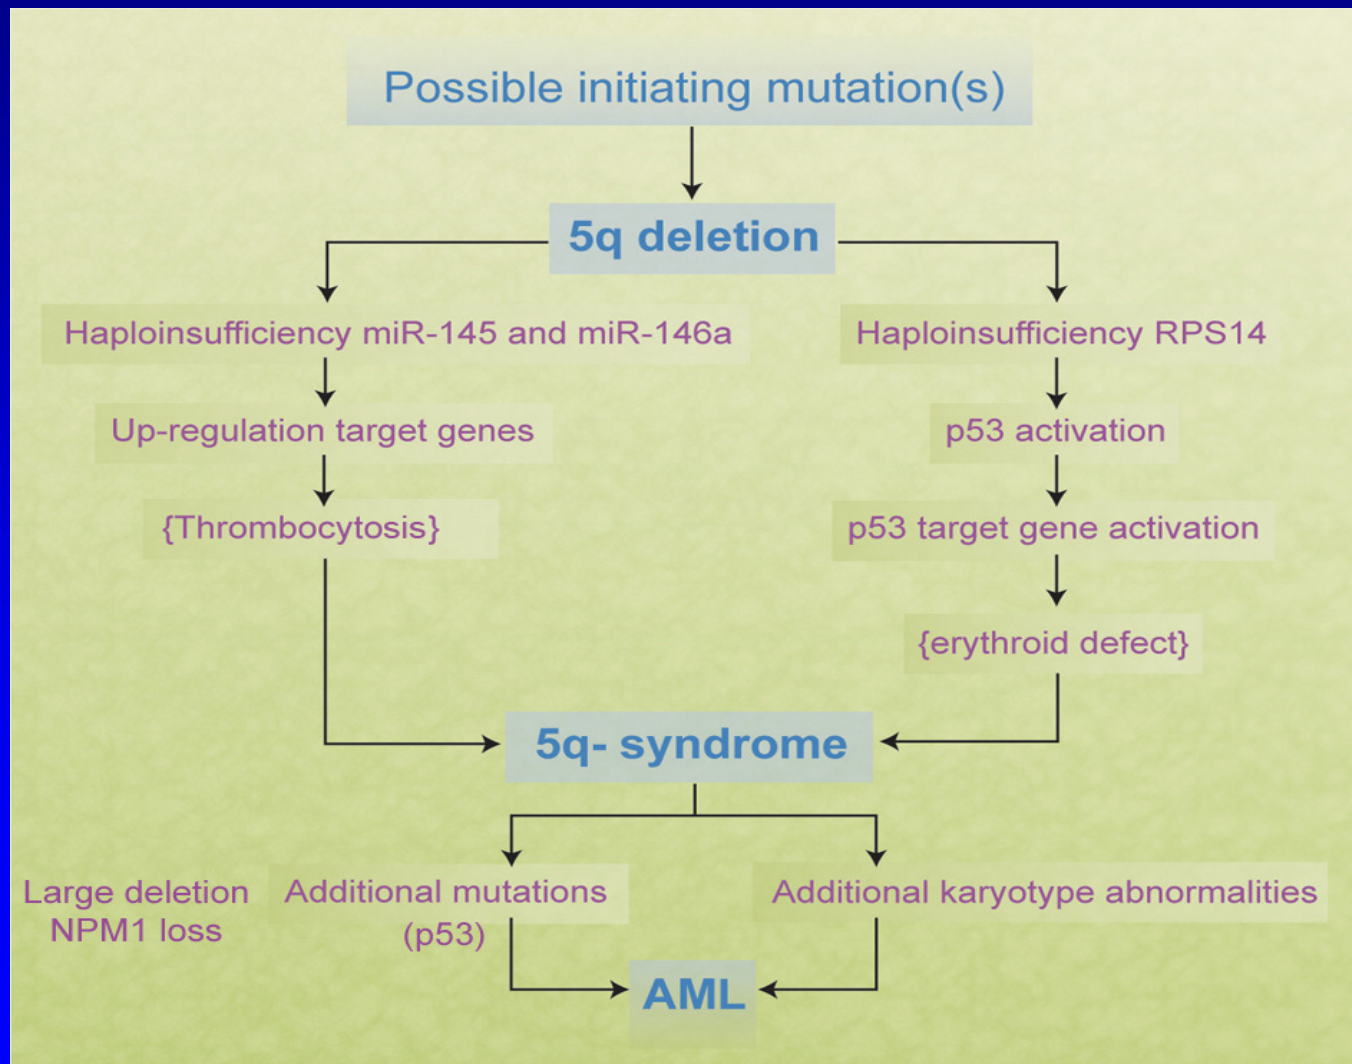 Possible initiating mutation(s)
5q deletion
Haploinsufficiency miR-145 and miR-146a
Haploinsufficiency RPS14
Up-regulation target genes
p53 activation
{Thrombocytosis}
p53 target gene activation
{erythroid defect}
5q- syndrome
Large deletion
NPM1 loss
Additional mutations
(p53)
Additional karyotype abnormalities
AML